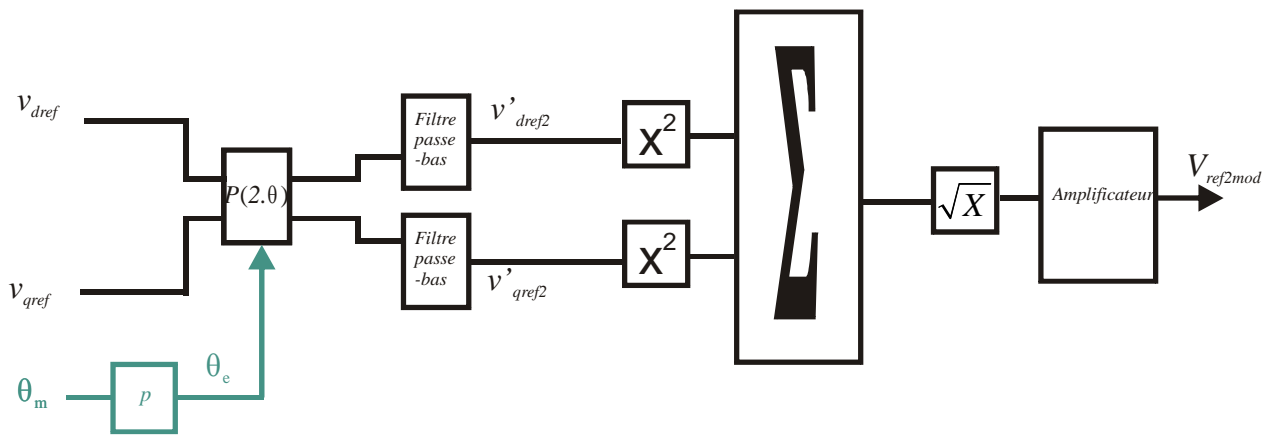 v_dref
v_qref
θ_m
p
θ_e
P(2.θ)
Filtre
passe
-bas
Filtre
passe
-bas
v'_dref2
v'_qref2
X²
X²
Σ
√X
Amplificateur
V_ref2mod